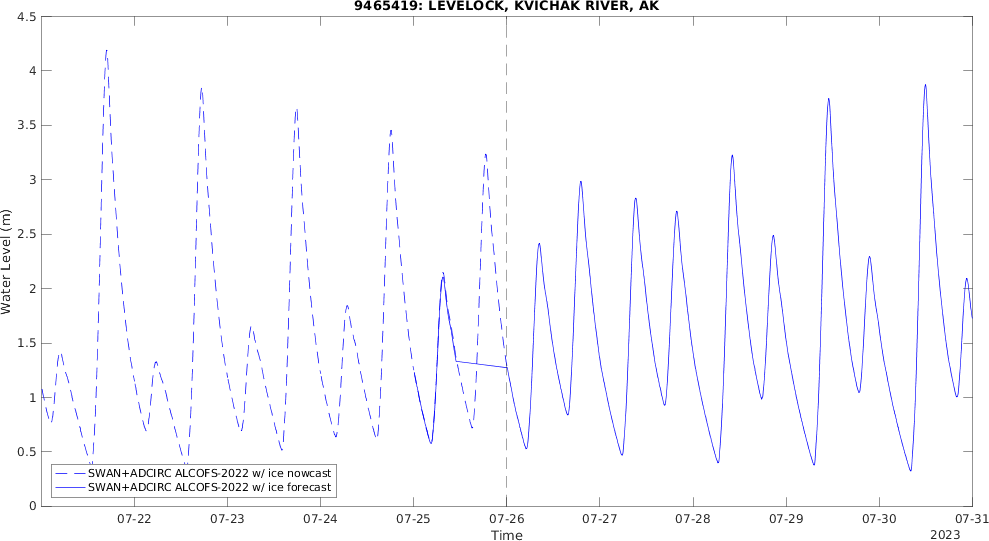 9465419: LEVELOCK, KVICHAK RIVER, AK
4.5
4
3.5
3
2.5
2
1.5
1
0.5
0
Water Level (m)
SWAN+ADCIRC ALCOFS-2022 w/ ice nowcast
SWAN+ADCIRC ALCOFS-2022 w/ ice forecast
07-22 07-23 07-24 07-25 07-26 07-27 07-28 07-29 07-30 07-31
Time
2023